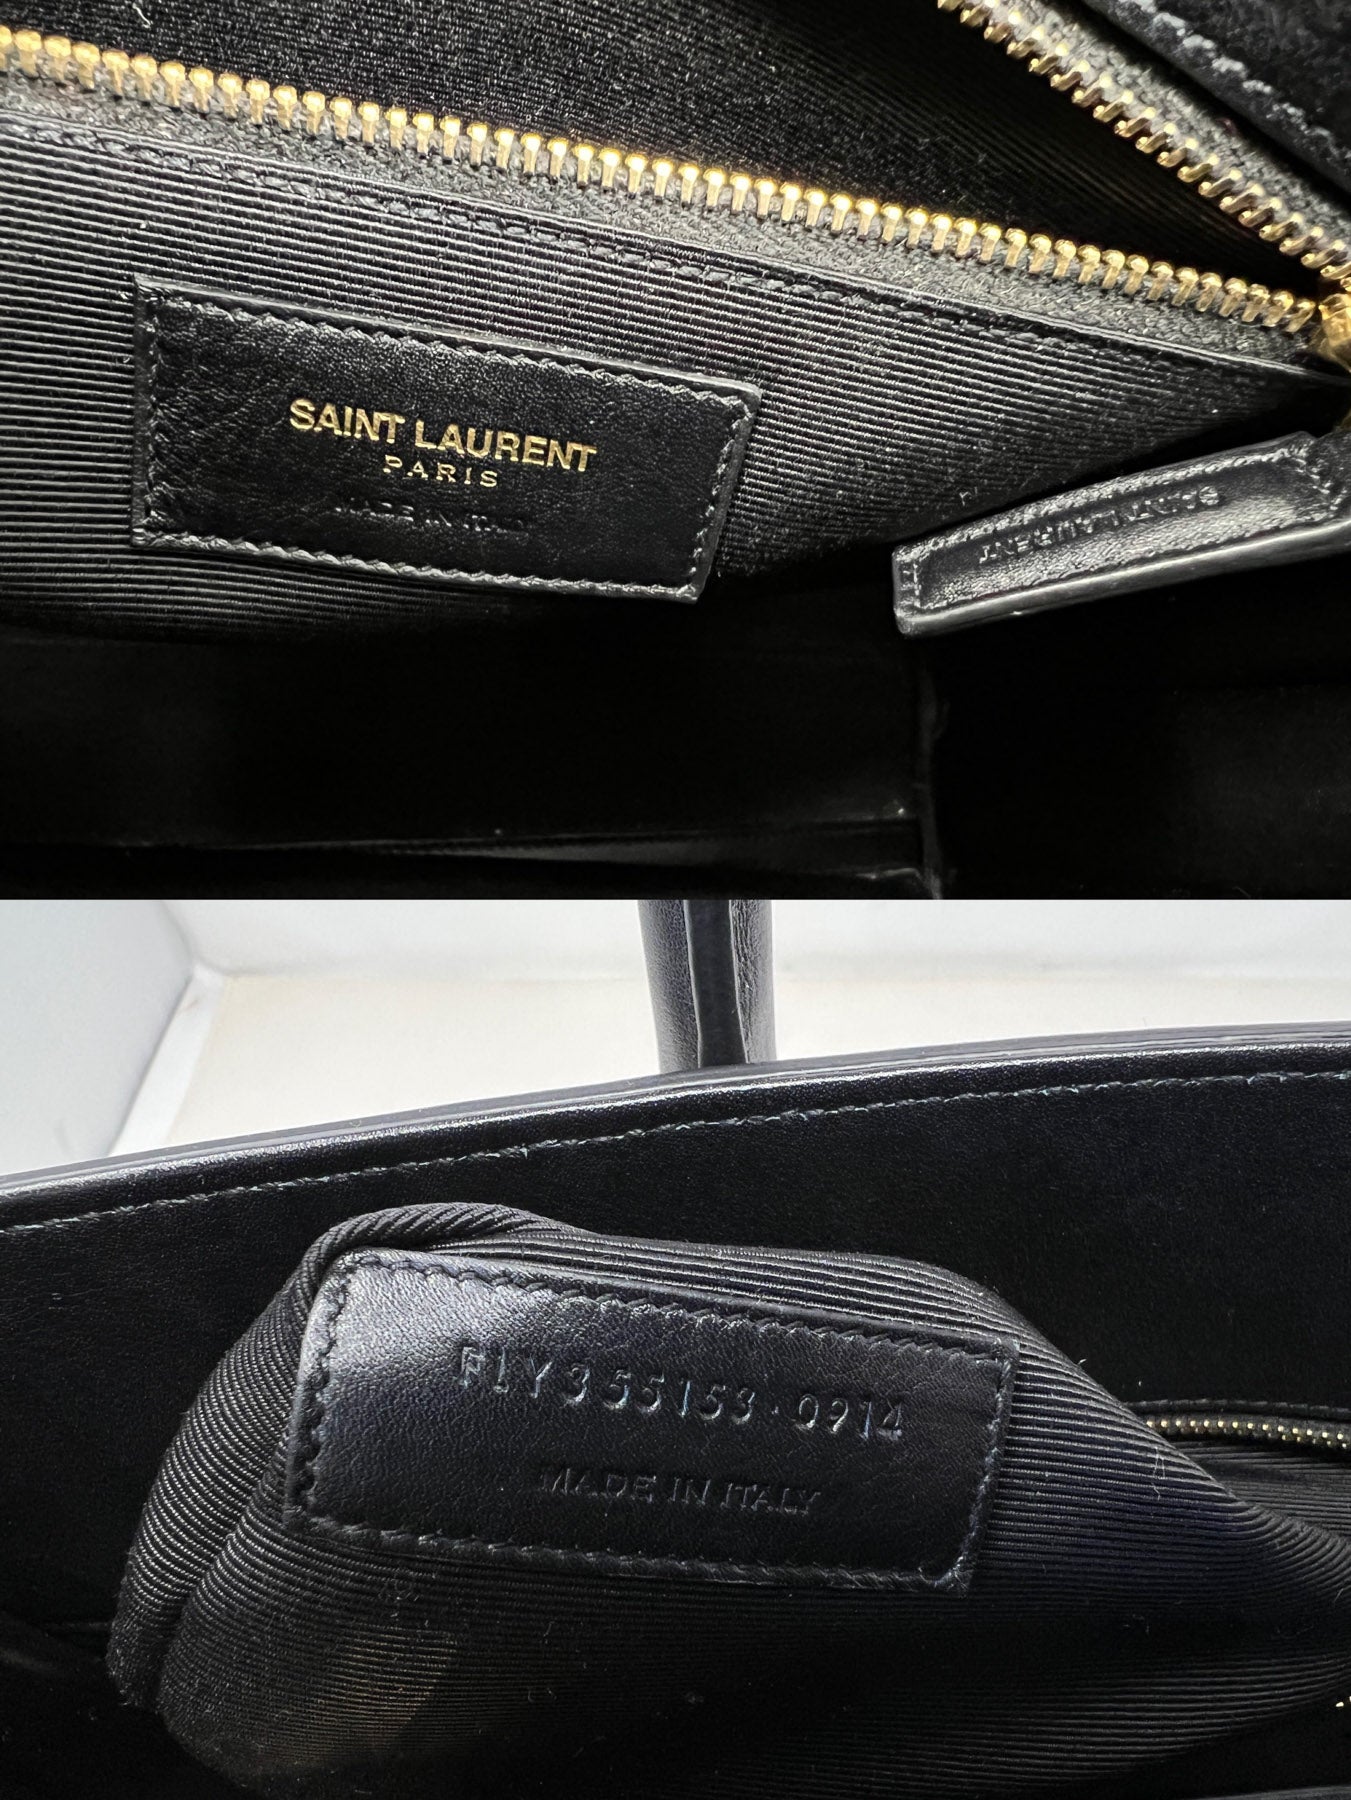 SAINT LAURENT
PARIS
MADE IN ITALY
SAINT LAURENT
FLY355153·0914
MADE IN ITALY